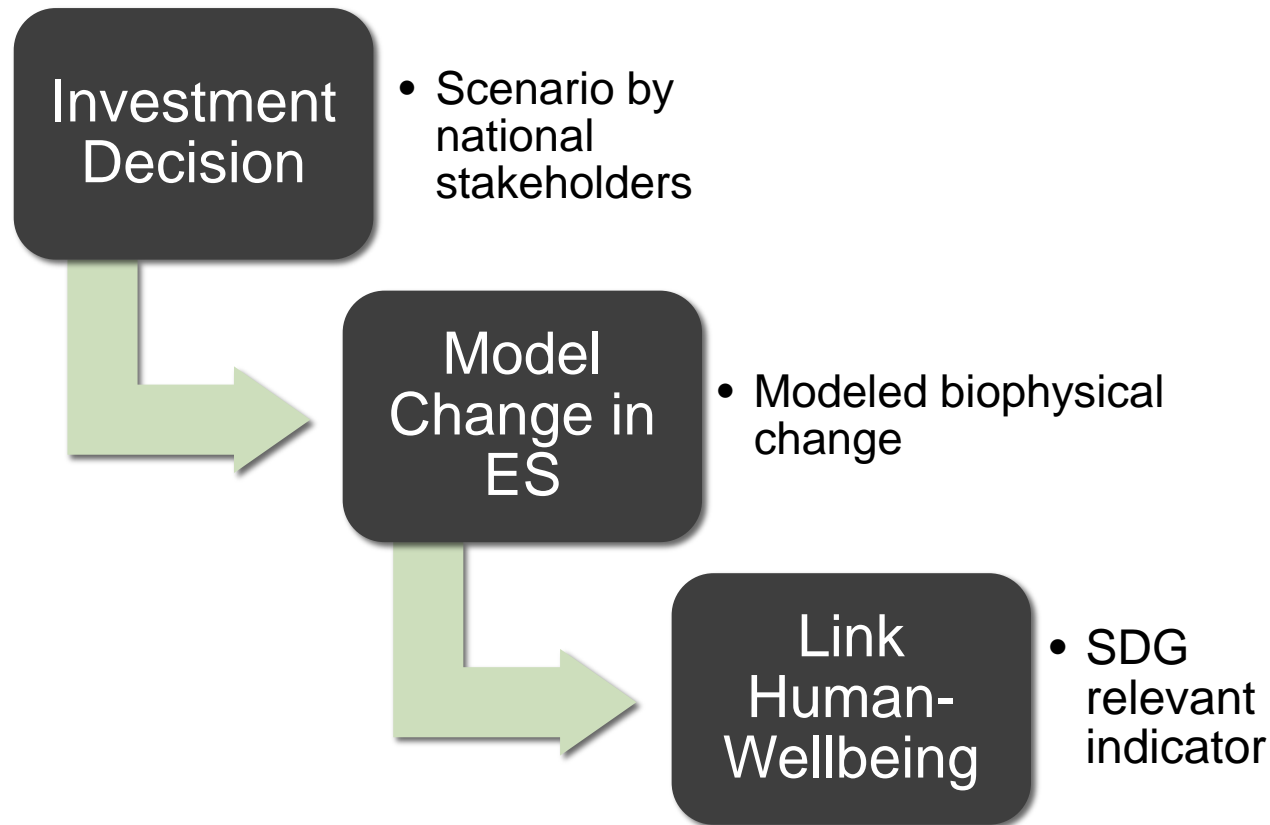 Investment
Decision
• Scenario by
national
stakeholders
Model
Change in
ES
• Modeled biophysical
change
Link
Human-
Wellbeing
• SDG
relevant
indicator